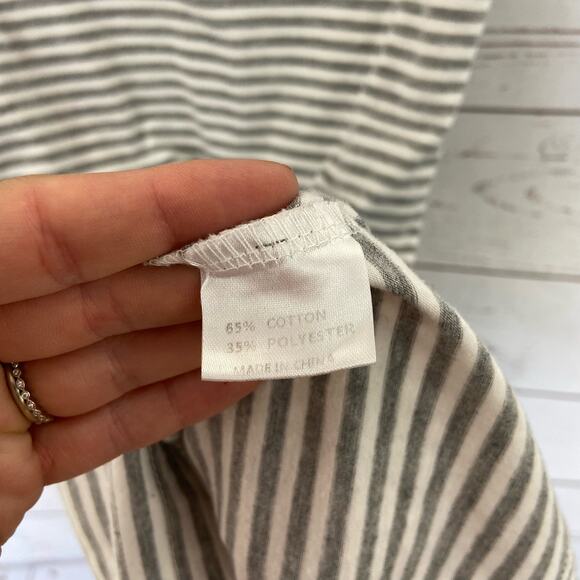 65% COTTON
35% POLYESTER
MADE IN CHINA